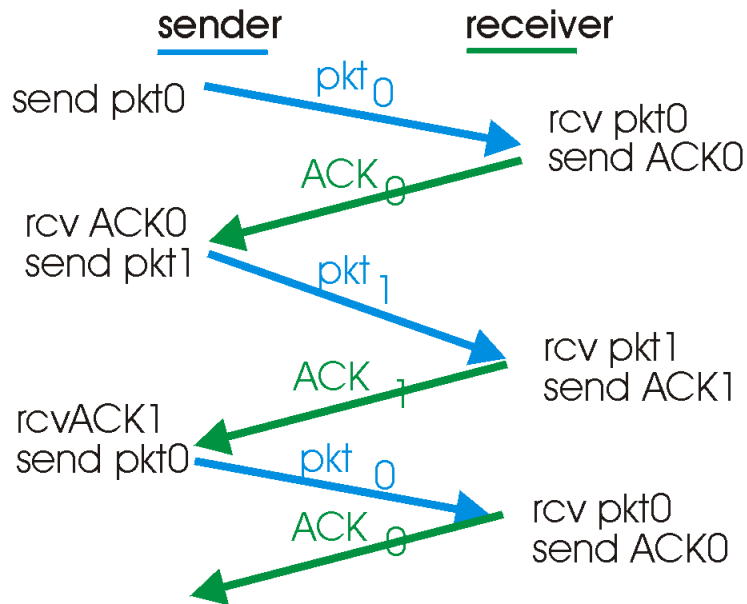 sender
receiver
send pkt0
pkt0
rcv pkt0
send ACK0
ACK0
rcv ACK0
send pkt1
pkt1
rcv pkt1
send ACK1
ACK1
rcvACK1
send pkt0
pkt0
rcv pkt0
send ACK0
ACK0